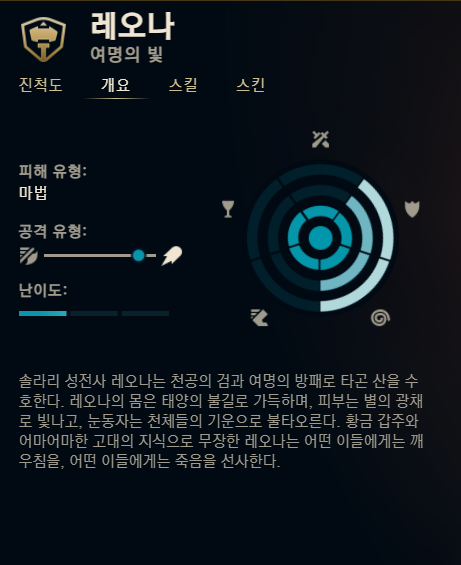 레오나
여명의 빛
진척도 개요 스킬 스킨
피해 유형:
마법
공격 유형:
난이도:
솔라리 성전사 레오나는 천공의 검과 여명의 방패로 타곤 산을 수
호한다. 레오나의 몸은 태양의 불길로 가득하며, 피부는 별의 광채
로 빛나고, 눈동자는 천체들의 기운으로 불타오른다. 황금 갑주와
어마어마한 고대의 지식으로 무장한 레오나는 어떤 이들에게는 깨
우침을, 어떤 이들에게는 죽음을 선사한다.